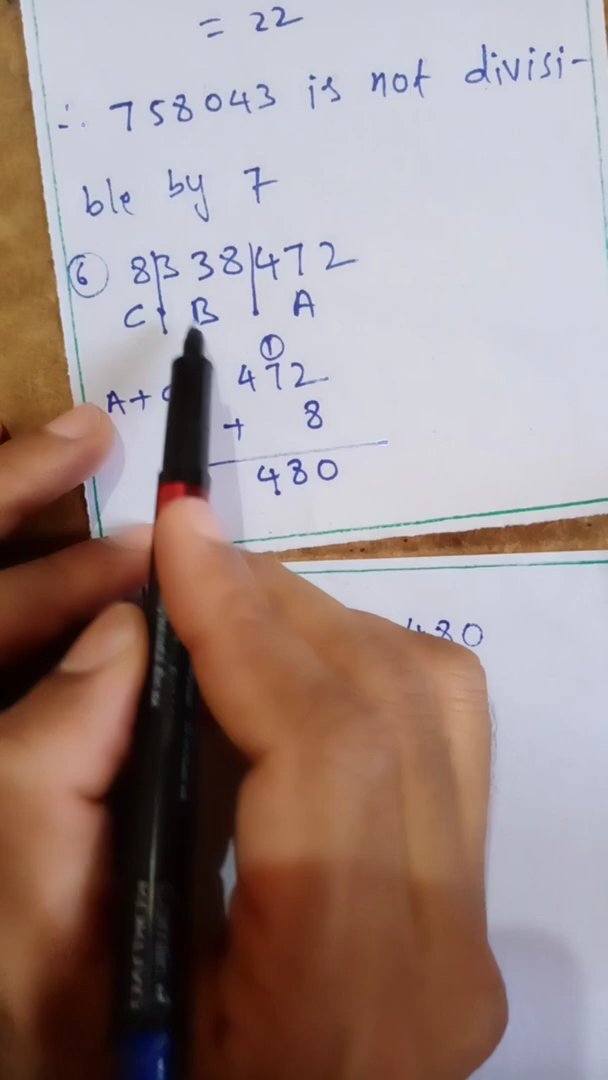 = 22
∴ 758043 is not divisi-
ble by 7
⑥ 8|338|472
C B A
①
A+ 472
+ 8
480
480